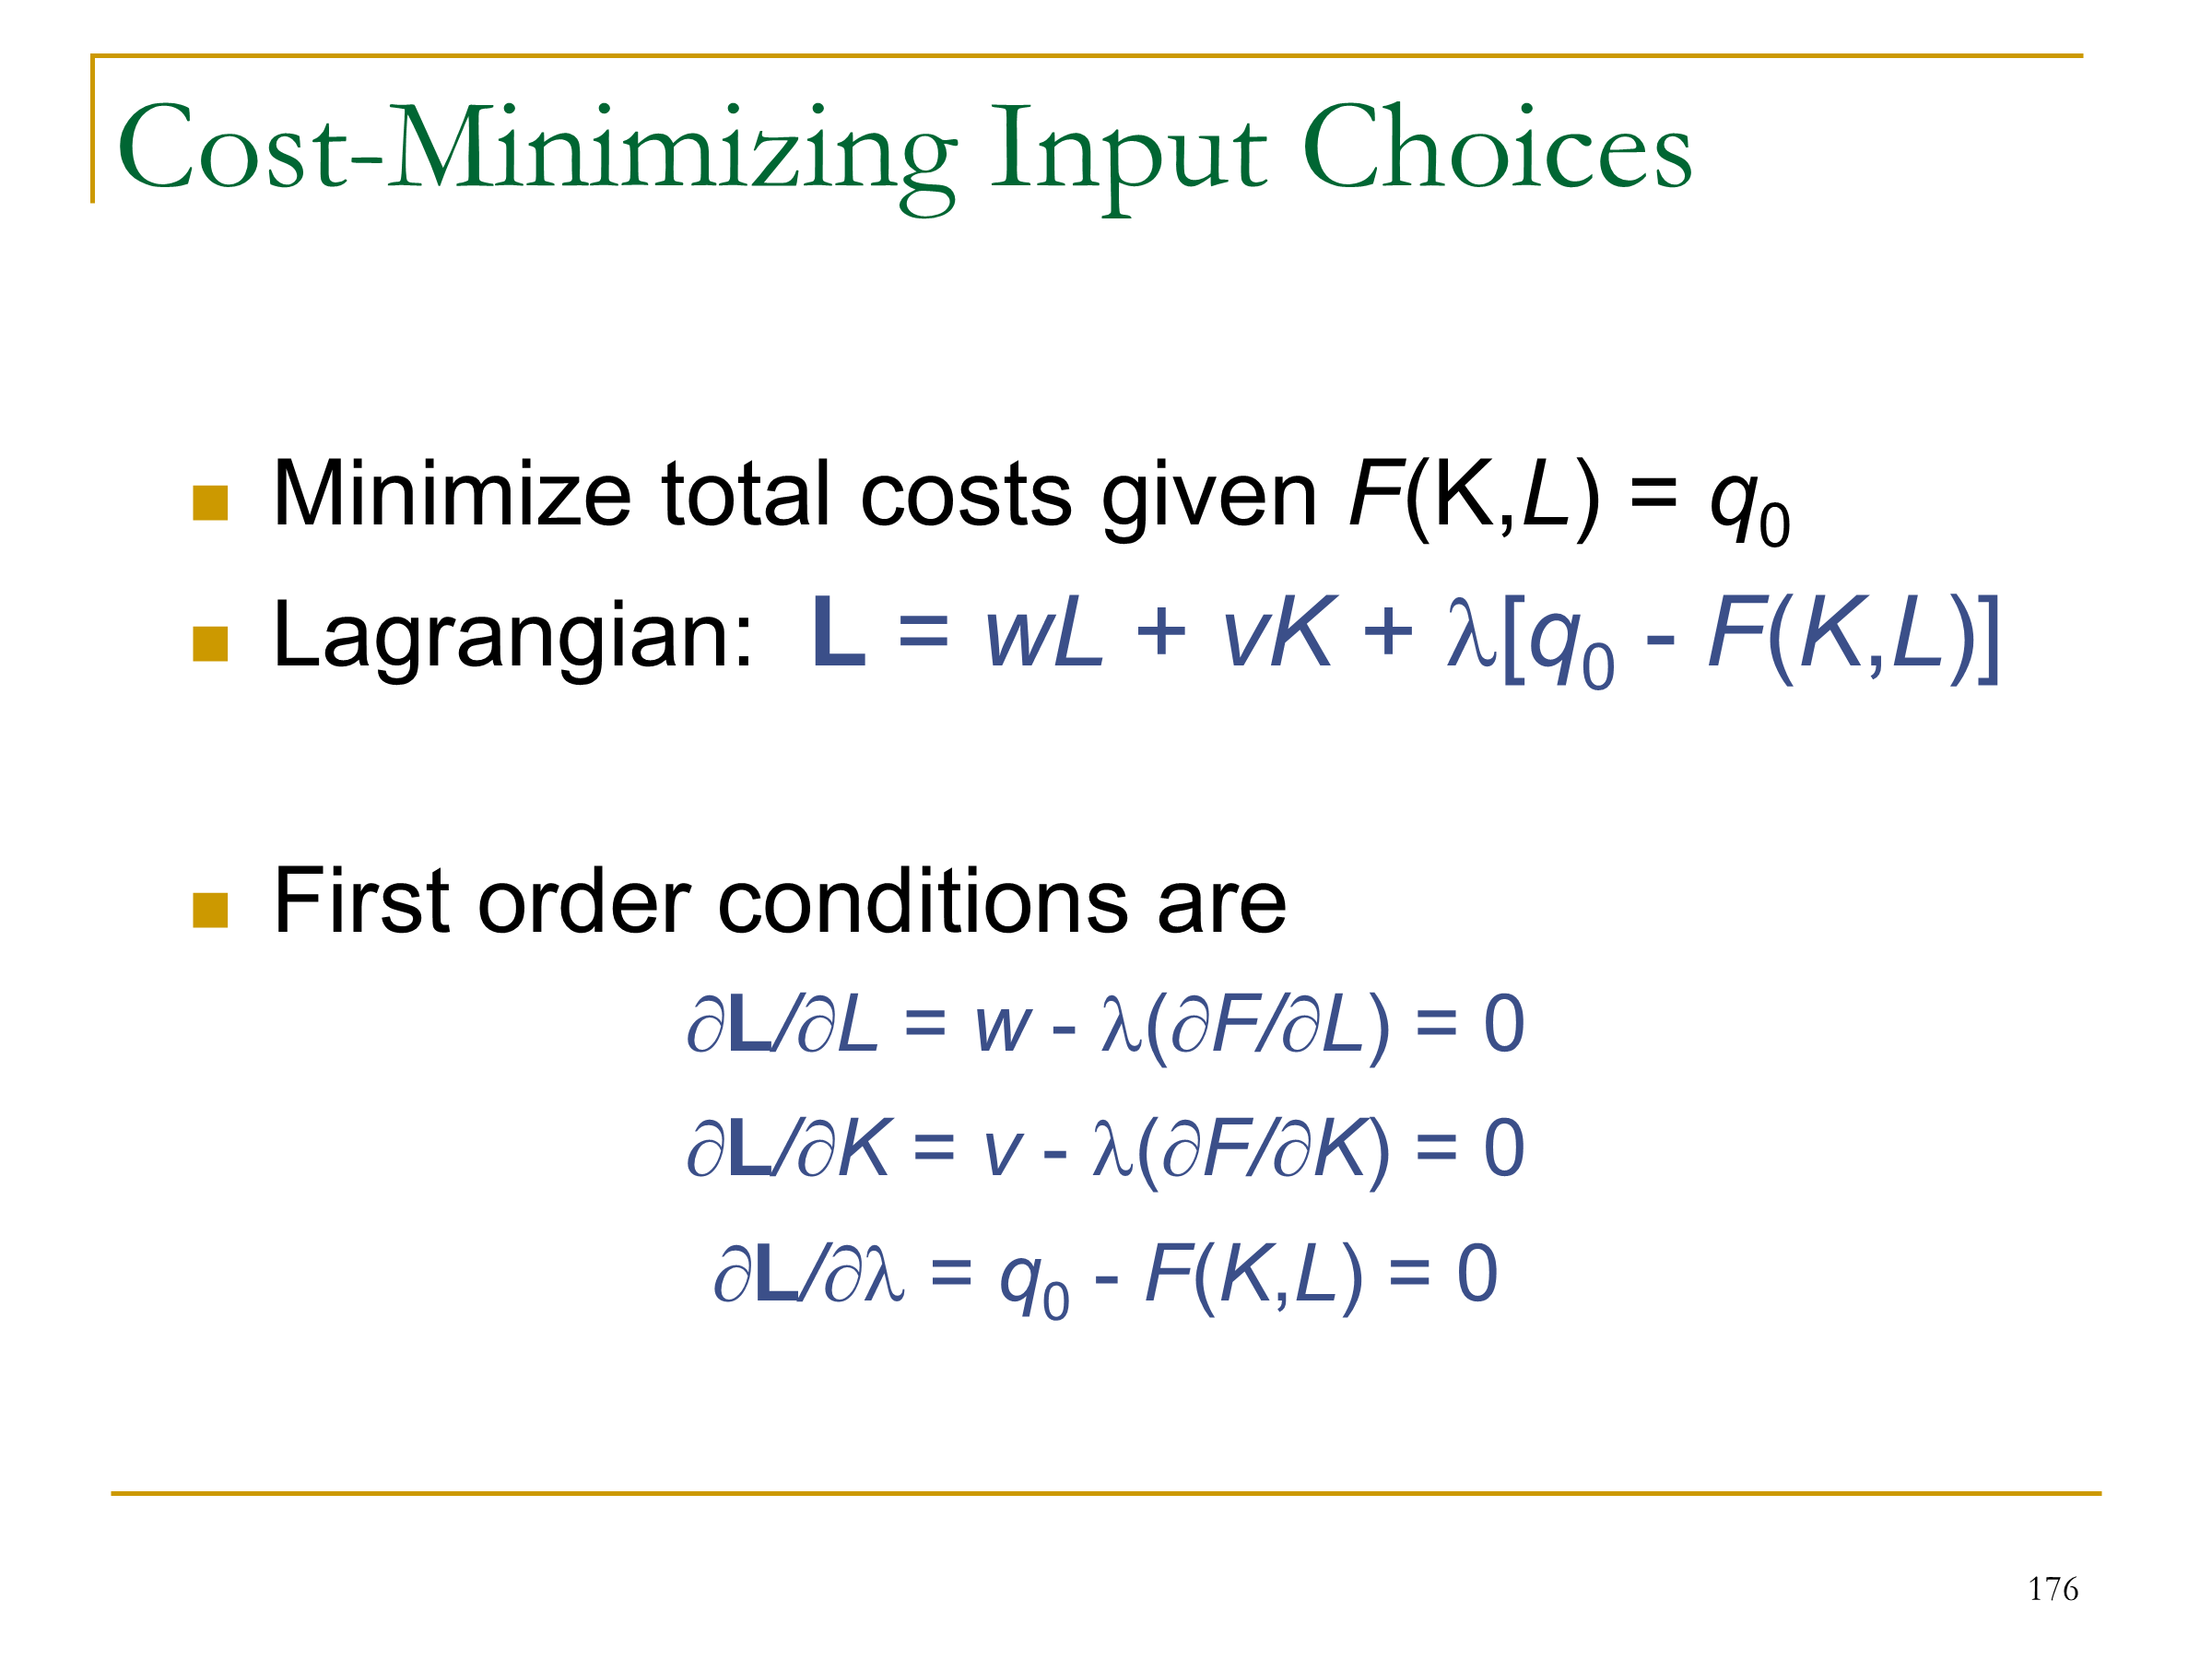 Cost-Minimizing Input Choices
■ Minimize total costs given F(K,L) = q₀
■ Lagrangian: L = wL + vK + λ[q₀ - F(K,L)]
■ First order conditions are
∂L/∂L = w - λ(∂F/∂L) = 0
∂L/∂K = v - λ(∂F/∂K) = 0
∂L/∂λ = q₀ - F(K,L) = 0
176